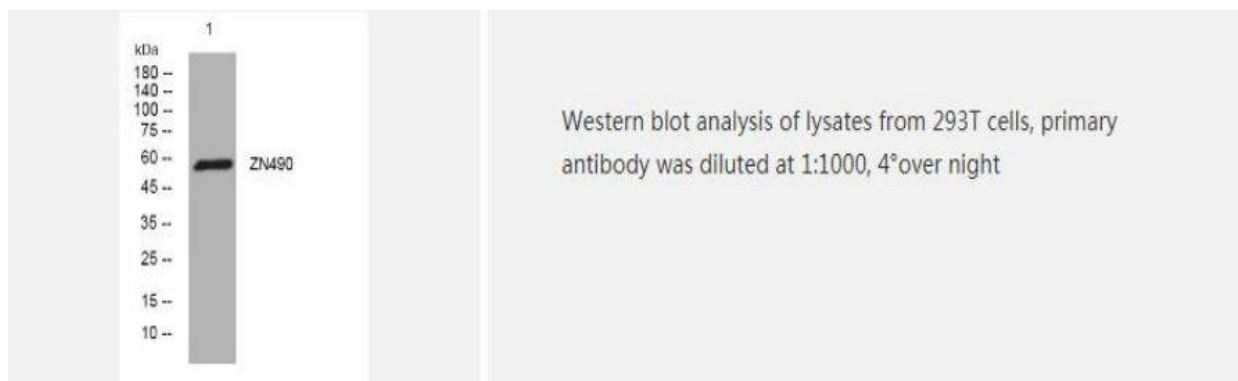 1
kDa
180 --
140 --
100 --
75 --
60 --
ZN490
45 --
35 --
25 --
15 --
10 --
Western blot analysis of lysates from 293T cells, primary
antibody was diluted at 1:1000, 4°over night